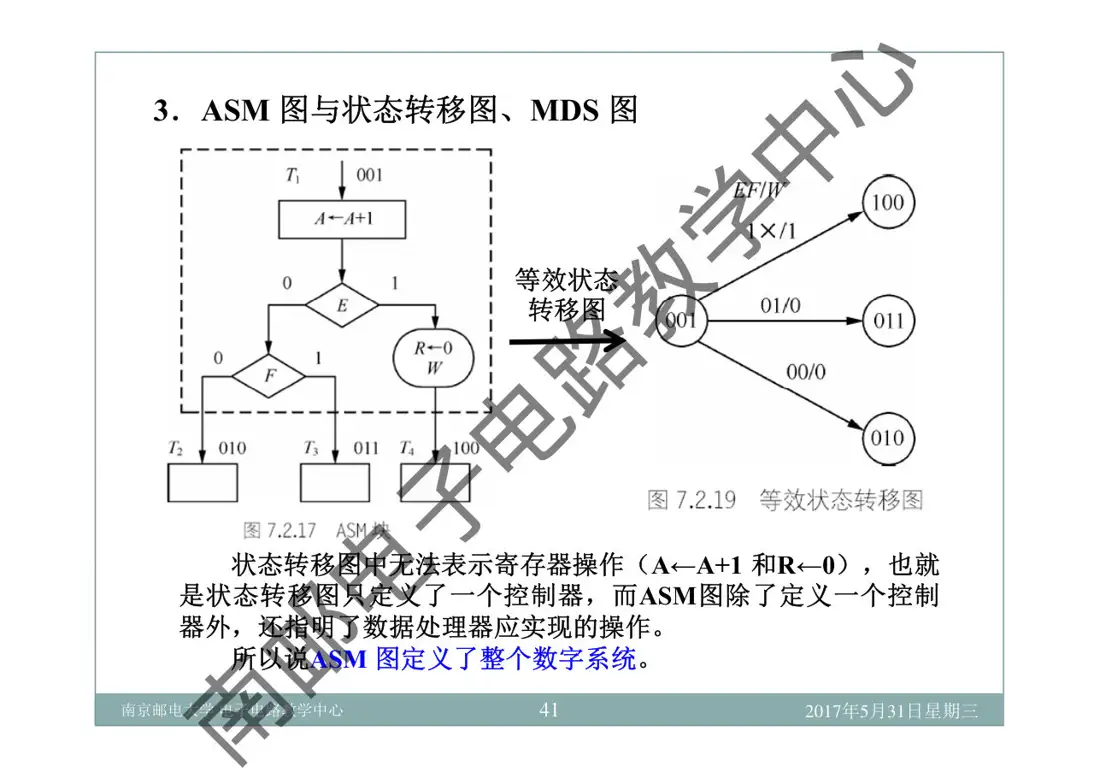 3． ASM 图与状态转移图、MDS 图
T1 001
A←A+1
0 1
E
R←0
W
0 1
F
T2 010 T3 011 T4 100
图 7.2.17 ASM 块
等效状态
转移图
EF/W
1×/1
100
001
01/0
011
00/0
010
图 7.2.19 等效状态转移图
状态转移图中无法表示寄存器操作（A←A+1 和R←0），也就
是状态转移图只定义了一个控制器，而ASM图除了定义一个控制
器外，还指明了数据处理器应实现的操作。
所以说ASM 图定义了整个数字系统。
南京邮电大学 电子电路教学中心 41 2017年5月31日星期三
南邮电子电路教学中心